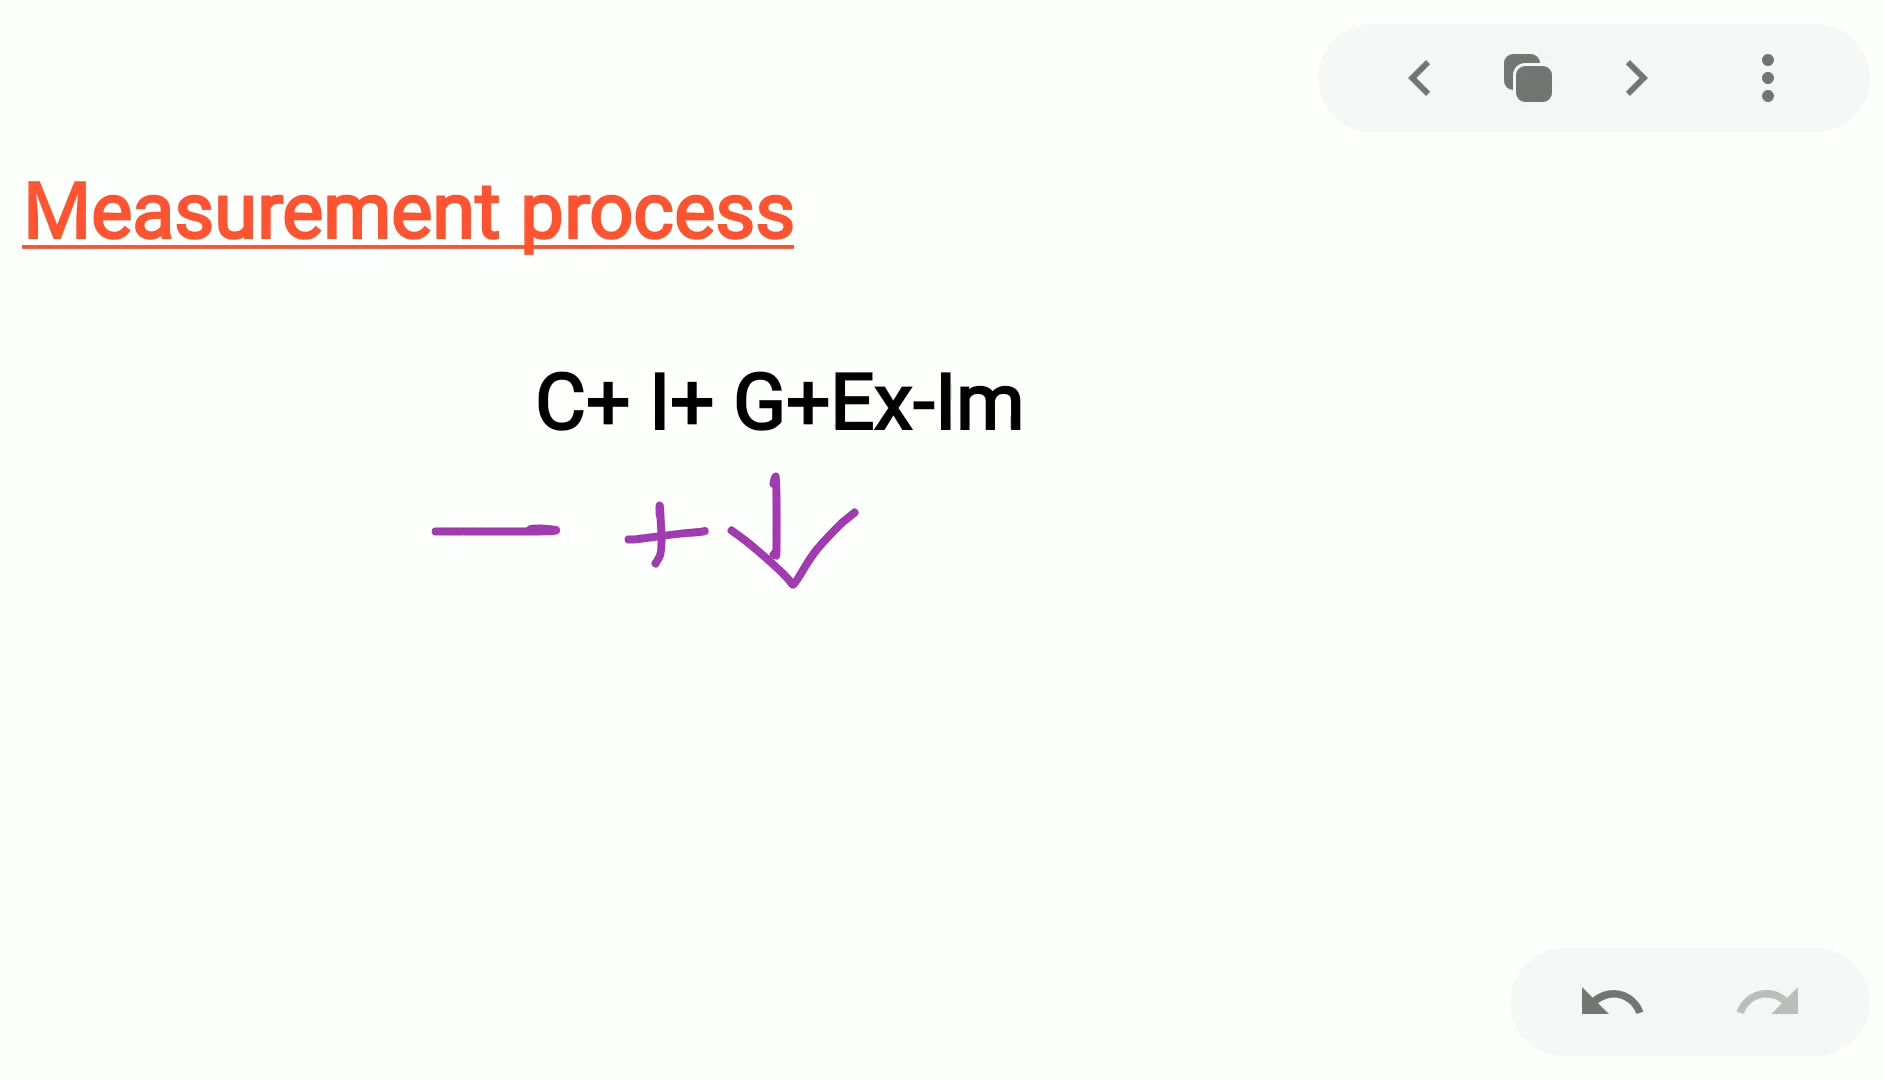 Measurement process
C+ I+ G+Ex-Im
— +